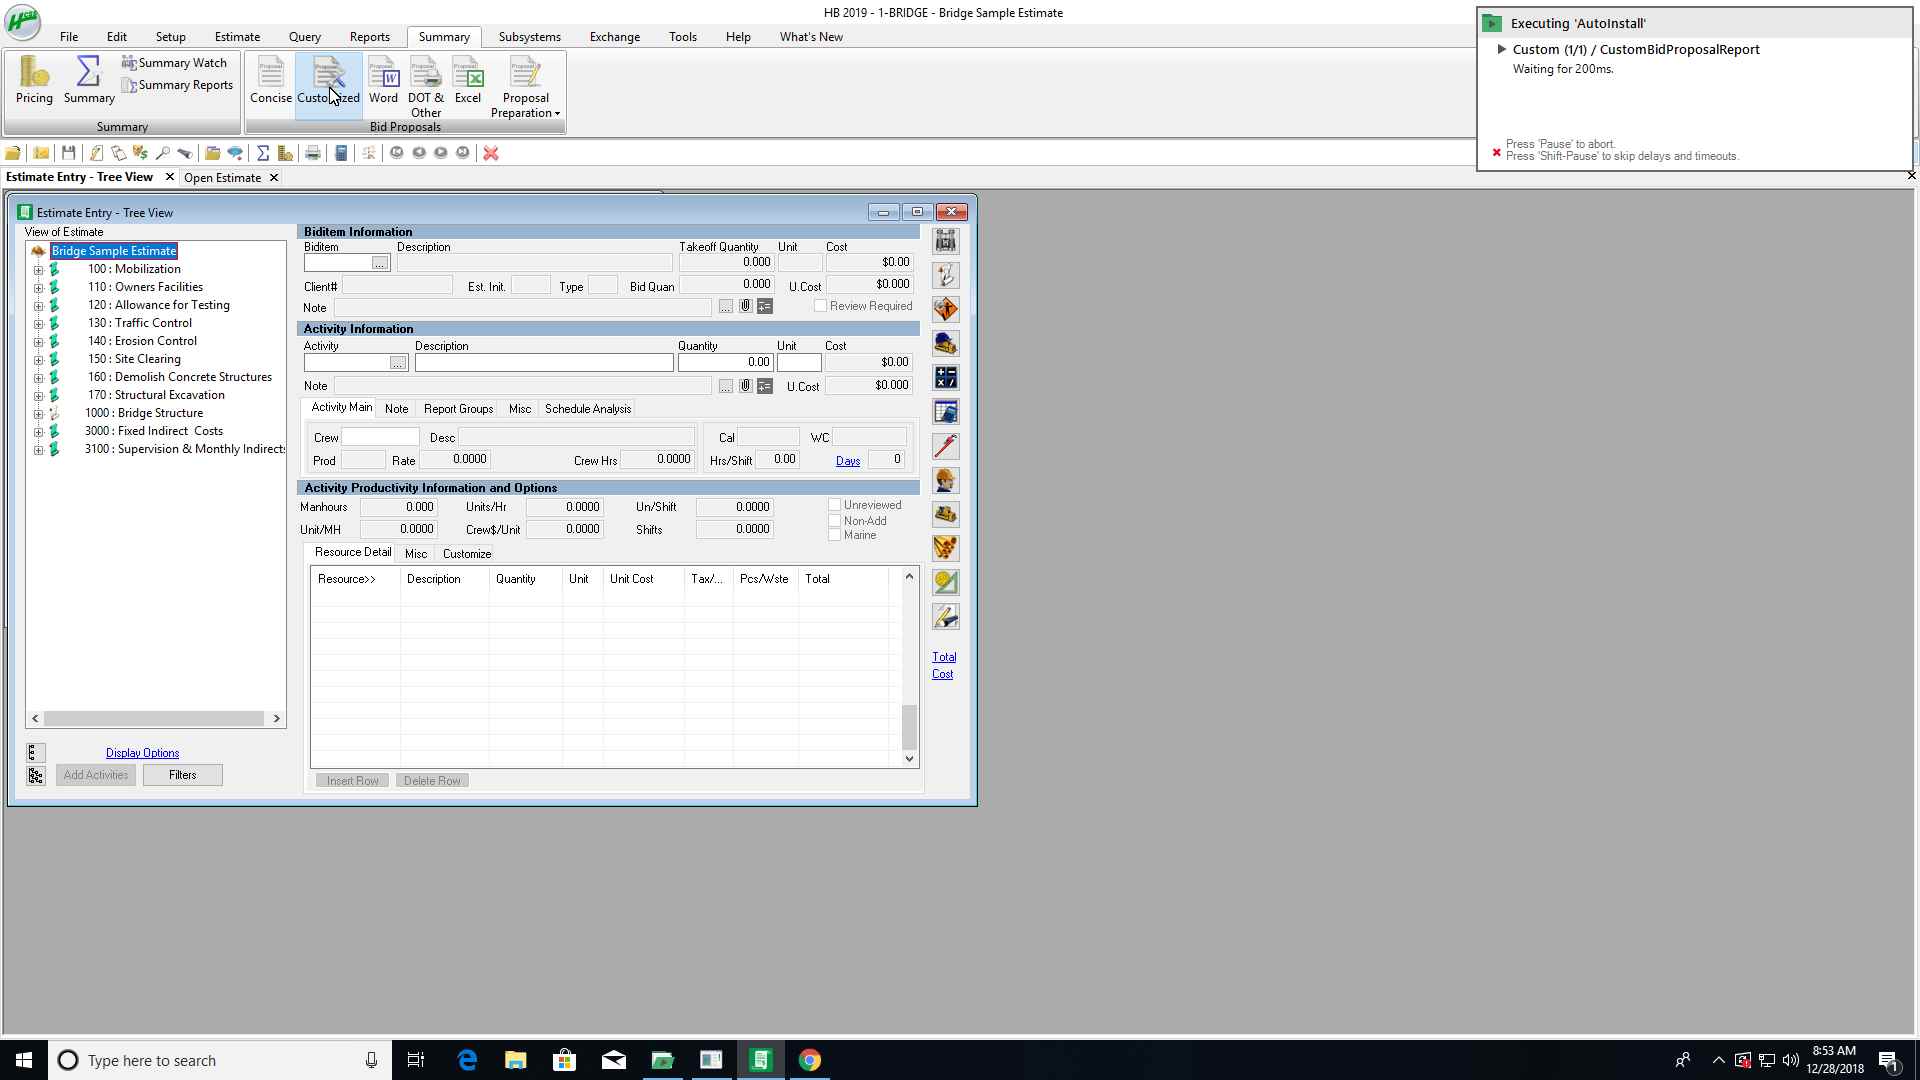 HB 2019 - 1-BRIDGE - Bridge Sample Estimate
File Edit Setup Estimate Query Reports Summary Subsystems Exchange Tools Help What's New
Pricing Summary Summary Watch
Summary Reports
Summary
Concise Customized Word DOT & Other Excel Proposal Preparation
Bid Proposals
Executing 'AutoInstall'
Custom (1/1) / CustomBidProposalReport
Waiting for 200ms.
Press 'Pause' to abort.
Press 'Shift-Pause' to skip delays and timeouts.
Estimate Entry - Tree View Open Estimate
Estimate Entry - Tree View
View of Estimate
Bridge Sample Estimate
100 : Mobilization
110 : Owners Facilities
120 : Allowance for Testing
130 : Traffic Control
140 : Erosion Control
150 : Site Clearing
160 : Demolish Concrete Structures
170 : Structural Excavation
1000 : Bridge Structure
3000 : Fixed Indirect Costs
3100 : Supervision & Monthly Indirects
Display Options
Add Activities Filters
Biditem Information
Biditem Description Takeoff Quantity Unit Cost
... 0.000 $0.00
Client# Est. Init. Type Bid Quan 0.000 U.Cost $0.000
Note ... Review Required
Activity Information
Activity Description Quantity Unit Cost
... 0.00 $0.00
Note ... U.Cost $0.000
Activity Main Note Report Groups Misc Schedule Analysis
Crew Desc Cal WC
Prod Rate 0.0000 Crew Hrs 0.0000 Hrs/Shift 0.00 Days 0
Activity Productivity Information and Options
Manhours 0.000 Units/Hr 0.0000 Un/Shift 0.0000 Unreviewed
Non-Add
Unit/MH 0.0000 Crew$/Unit 0.0000 Shifts 0.0000 Marine
Resource Detail Misc Customize
Resource>> Description Quantity Unit Unit Cost Tax/... Pcs/Wste Total
Insert Row Delete Row
Total
Cost
Type here to search
8:53 AM
12/28/2018
1